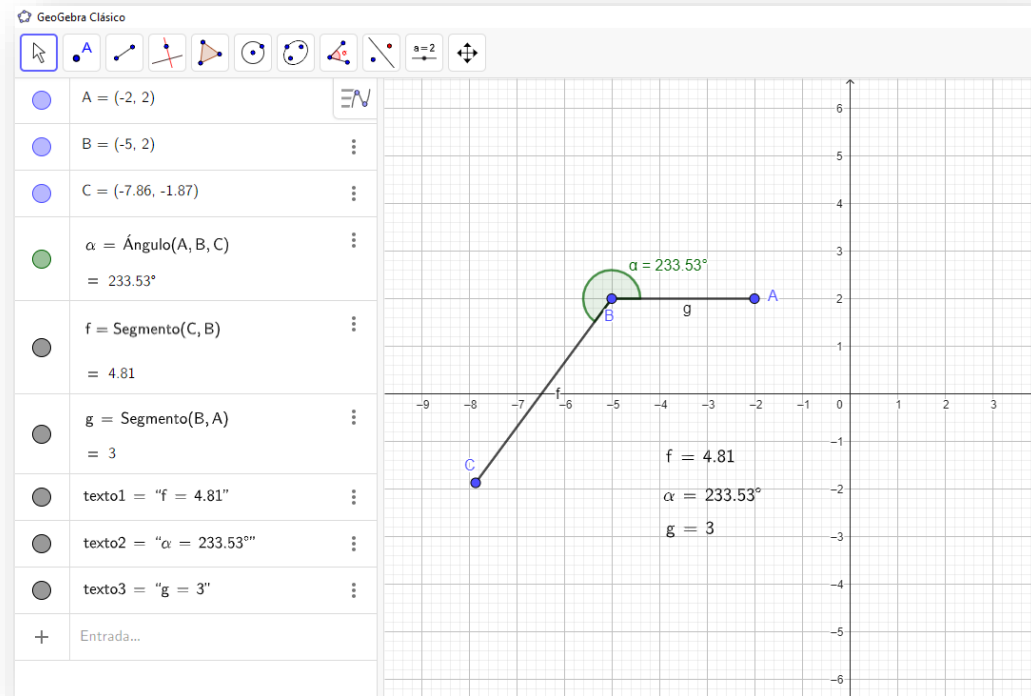 GeoGebra Clásico
A
α
a=2
A = (-2, 2)
B = (-5, 2)
C = (-7.86, -1.87)
α = Ángulo(A, B, C)
= 233.53°
f = Segmento(C, B)
= 4.81
g = Segmento(B, A)
= 3
texto1 = “f = 4.81”
texto2 = “α = 233.53°”
texto3 = “g = 3”
+ Entrada...
6
5
4
3
α = 233.53°
2
A
B
g
1
f
-9 -8 -7 -6 -5 -4 -3 -2 -1 0 1 2 3
-1
C
f = 4.81
-2
α = 233.53°
g = 3
-3
-4
-5
-6